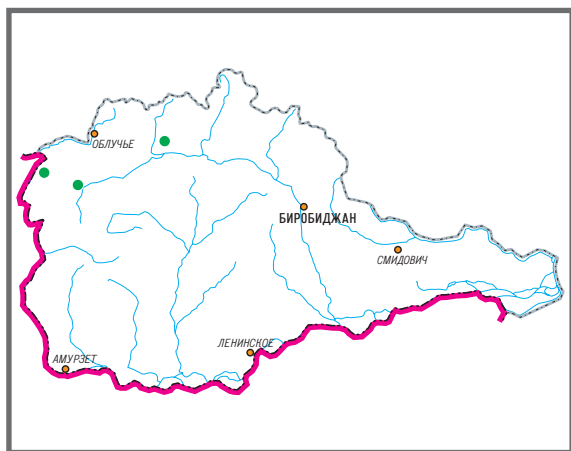 ОБЛУЧЬЕ
БИРОБИДЖАН
СМИДОВИЧ
ЛЕНИНСКОЕ
АМУРЗЕТ